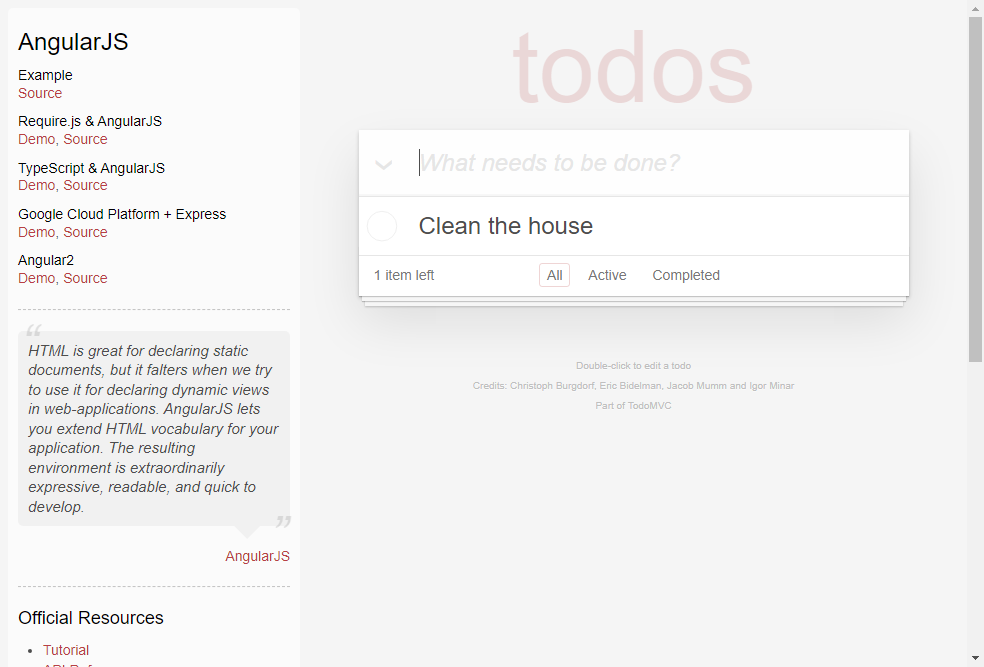 AngularJS
Example
Source
Require.js & AngularJS
Demo, Source
TypeScript & AngularJS
Demo, Source
Google Cloud Platform + Express
Demo, Source
Angular2
Demo, Source
“
HTML is great for declaring static
documents, but it falters when we try
to use it for declaring dynamic views
in web-applications. AngularJS lets
you extend HTML vocabulary for your
application. The resulting
environment is extraordinarily
expressive, readable, and quick to
develop.
”
AngularJS
Official Resources
• Tutorial
todos
What needs to be done?
Clean the house
1 item left
All Active Completed
Double-click to edit a todo
Credits: Christoph Burgdorf, Eric Bidelman, Jacob Mumm and Igor Minar
Part of TodoMVC